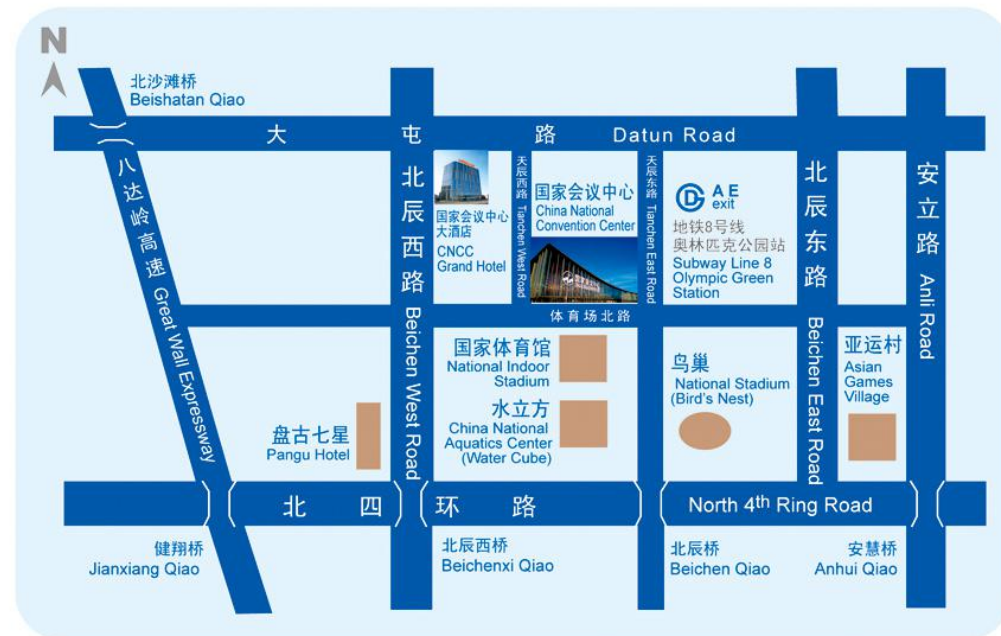 N
北沙滩桥
Beishatan Qiao
大屯路 Datun Road
八达岭高速 Great Wall Expressway
北辰西路 Beichen West Road
国家会议中心
大酒店
CNCC
Grand Hotel
天辰西路 Tianchen West Road
国家会议中心
China National
Convention Center
天辰东路 Tianchen East Road
A E
exit
地铁8号线
奥林匹克公园站
Subway Line 8
Olympic Green
Station
北辰东路 Beichen East Road
安立路 Anli Road
体育场北路
国家体育馆
National Indoor
Stadium
水立方
China National
Aquatics Center
(Water Cube)
鸟巢
National Stadium
(Bird's Nest)
亚运村
Asian
Games
Village
盘古七星
Pangu Hotel
北四环路 North 4th Ring Road
健翔桥
Jianxiang Qiao
北辰西桥
Beichenxi Qiao
北辰桥
Beichen Qiao
安慧桥
Anhui Qiao